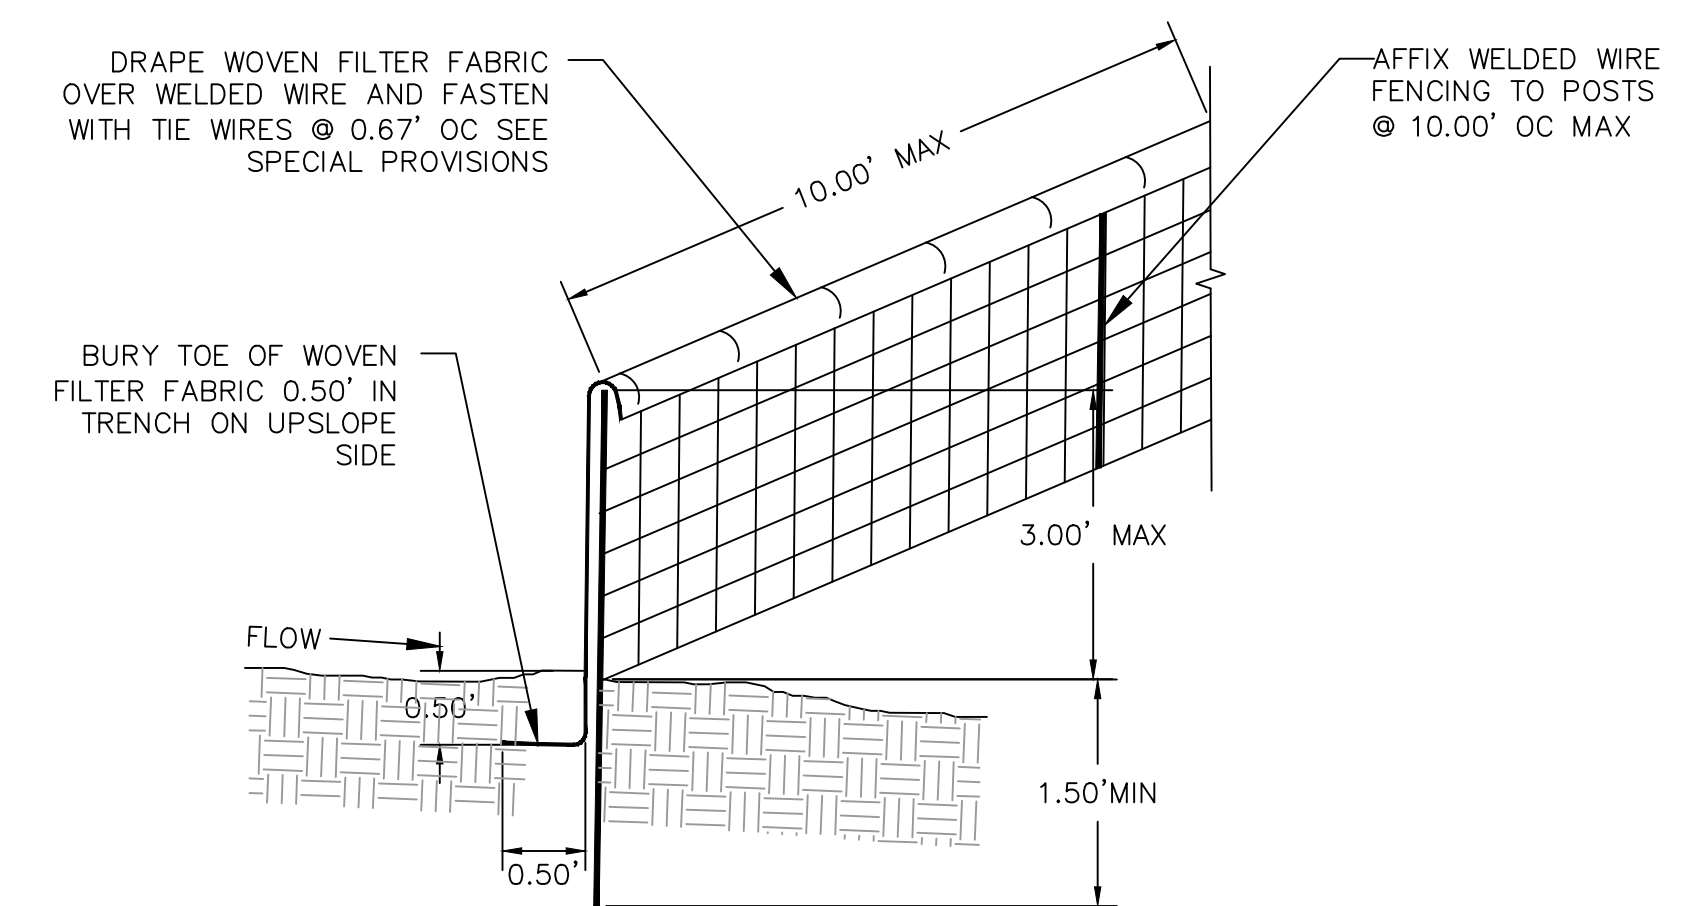 DRAPE WOVEN FILTER FABRIC
OVER WELDED WIRE AND FASTEN
WITH TIE WIRES @ 0.67' OC SEE
SPECIAL PROVISIONS
AFFIX WELDED WIRE
FENCING TO POSTS
@ 10.00' OC MAX
10.00' MAX
BURY TOE OF WOVEN
FILTER FABRIC 0.50' IN
TRENCH ON UPSLOPE
SIDE
3.00' MAX
FLOW
0.50'
1.50'MIN
0.50'